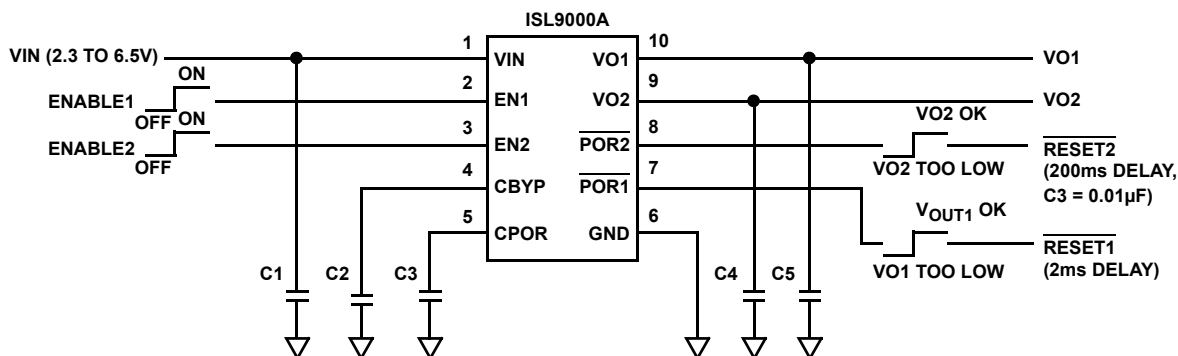 ISL9000A
VIN (2.3 TO 6.5V)
1
VIN
VO1
10
VO1
ON
ENABLE1
OFF
2
EN1
VO2
9
VO2
ON
ENABLE2
OFF
3
EN2
POR2
8
VO2 OK
VO2 TOO LOW
RESET2
(200ms DELAY,
C3 = 0.01µF)
4
CBYP
POR1
7
5
CPOR
GND
6
VOUT1 OK
VO1 TOO LOW
RESET1
(2ms DELAY)
C1
C2
C3
C4
C5